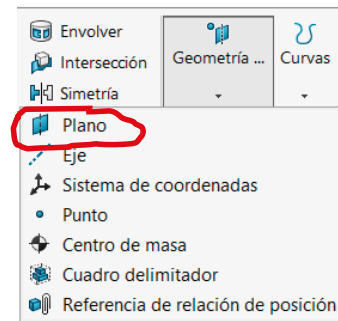 Envolver
Intersección
Simetría
Geometría ...
Curvas
Plano
Eje
Sistema de coordenadas
Punto
Centro de masa
Cuadro delimitador
Referencia de relación de posición